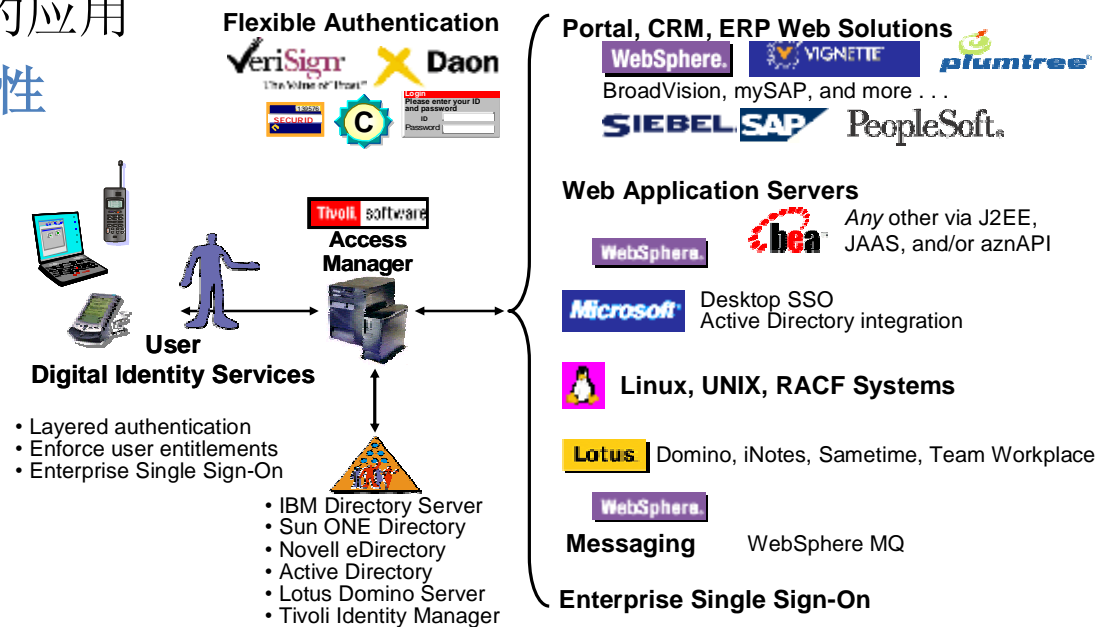 的应用
性
Flexible Authentication
VeriSign
The Value of Trust
Daon
139576
SECURID
C
Login
Please enter your ID
and password
ID
Password
Portal, CRM, ERP Web Solutions
WebSphere.
VIGNETTE
plumtree
BroadVision, mySAP, and more . . .
SIEBEL.
SAP
PeopleSoft.
Tivoli. software
Access
Manager
Web Application Servers
WebSphere.
bea
Any other via J2EE,
JAAS, and/or aznAPI
Microsoft
Desktop SSO
Active Directory integration
User
Digital Identity Services
• Layered authentication
• Enforce user entitlements
• Enterprise Single Sign-On
Linux, UNIX, RACF Systems
Lotus.
Domino, iNotes, Sametime, Team Workplace
• IBM Directory Server
• Sun ONE Directory
• Novell eDirectory
• Active Directory
• Lotus Domino Server
• Tivoli Identity Manager
WebSphere.
Messaging
WebSphere MQ
Enterprise Single Sign-On